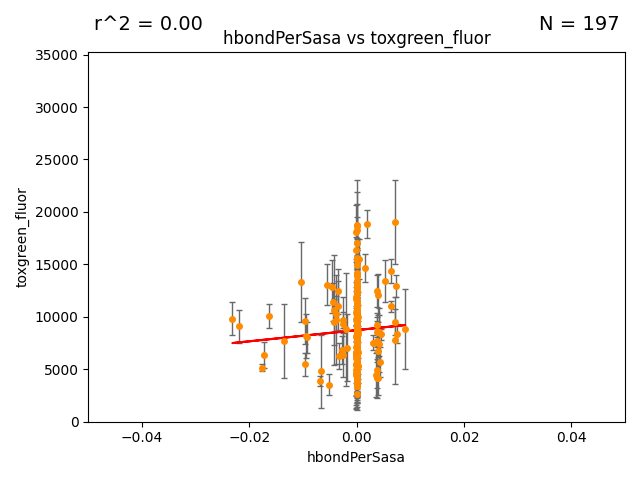 r^2 = 0.00
N = 197
hbondPerSasa vs toxgreen_fluor
35000
30000
25000
20000
15000
10000
5000
0
toxgreen_fluor
−0.04
−0.02
0.00
0.02
0.04
hbondPerSasa